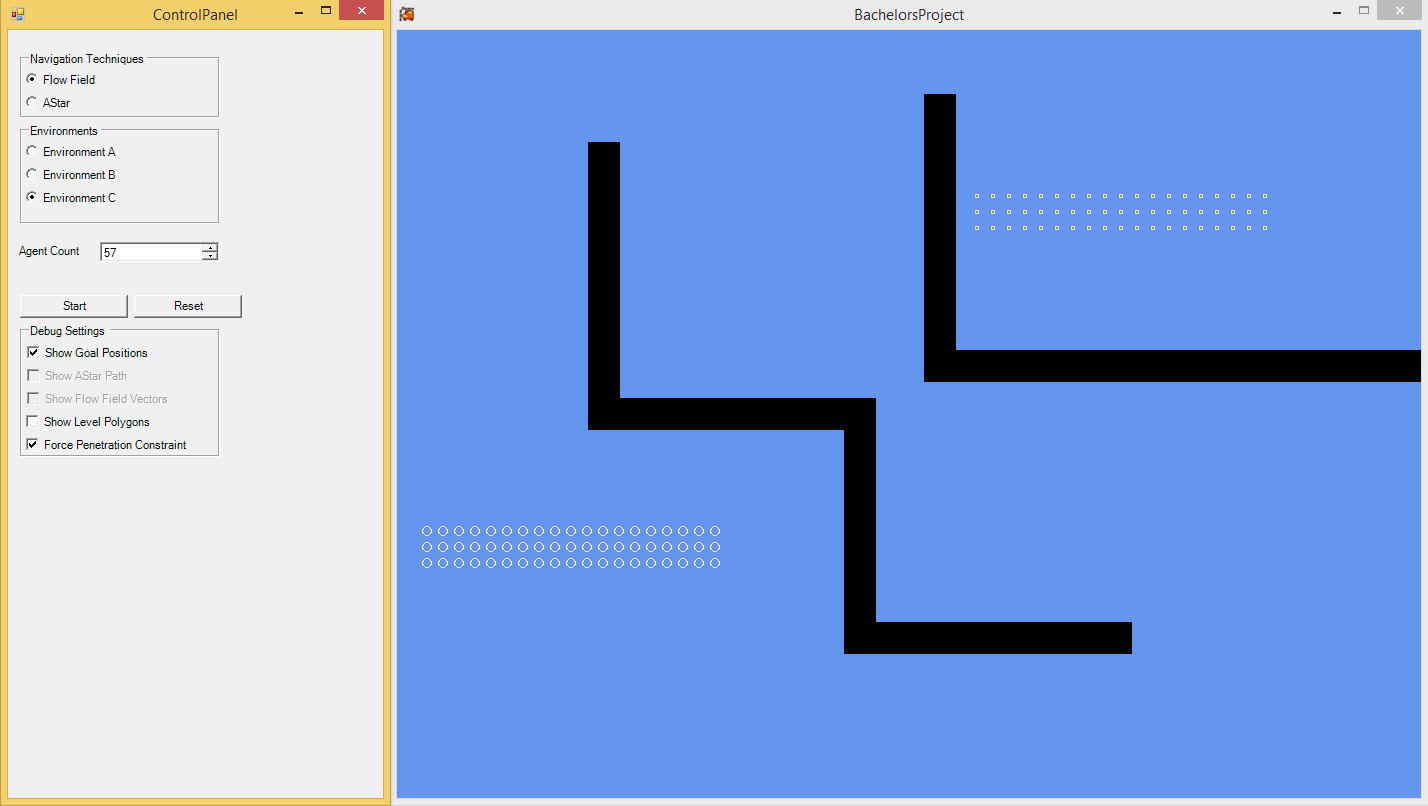 ControlPanel
Navigation Techniques
Flow Field
AStar
Environments
Environment A
Environment B
Environment C
Agent Count 57
Start Reset
Debug Settings
Show Goal Positions
Show AStar Path
Show Flow Field Vectors
Show Level Polygons
Force Penetration Constraint
BachelorsProject